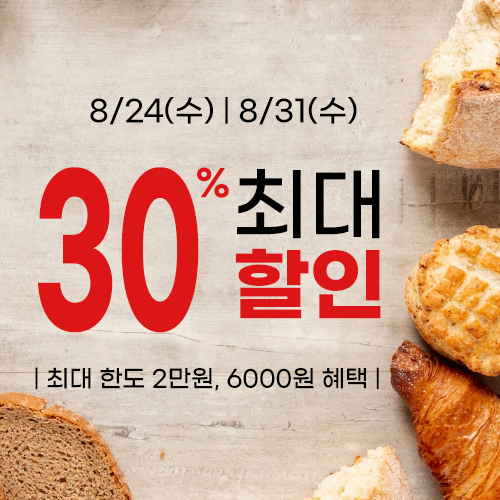 8/24(수) | 8/31(수)
30% 최대
할인
| 최대 한도 2만원, 6000원 혜택 |